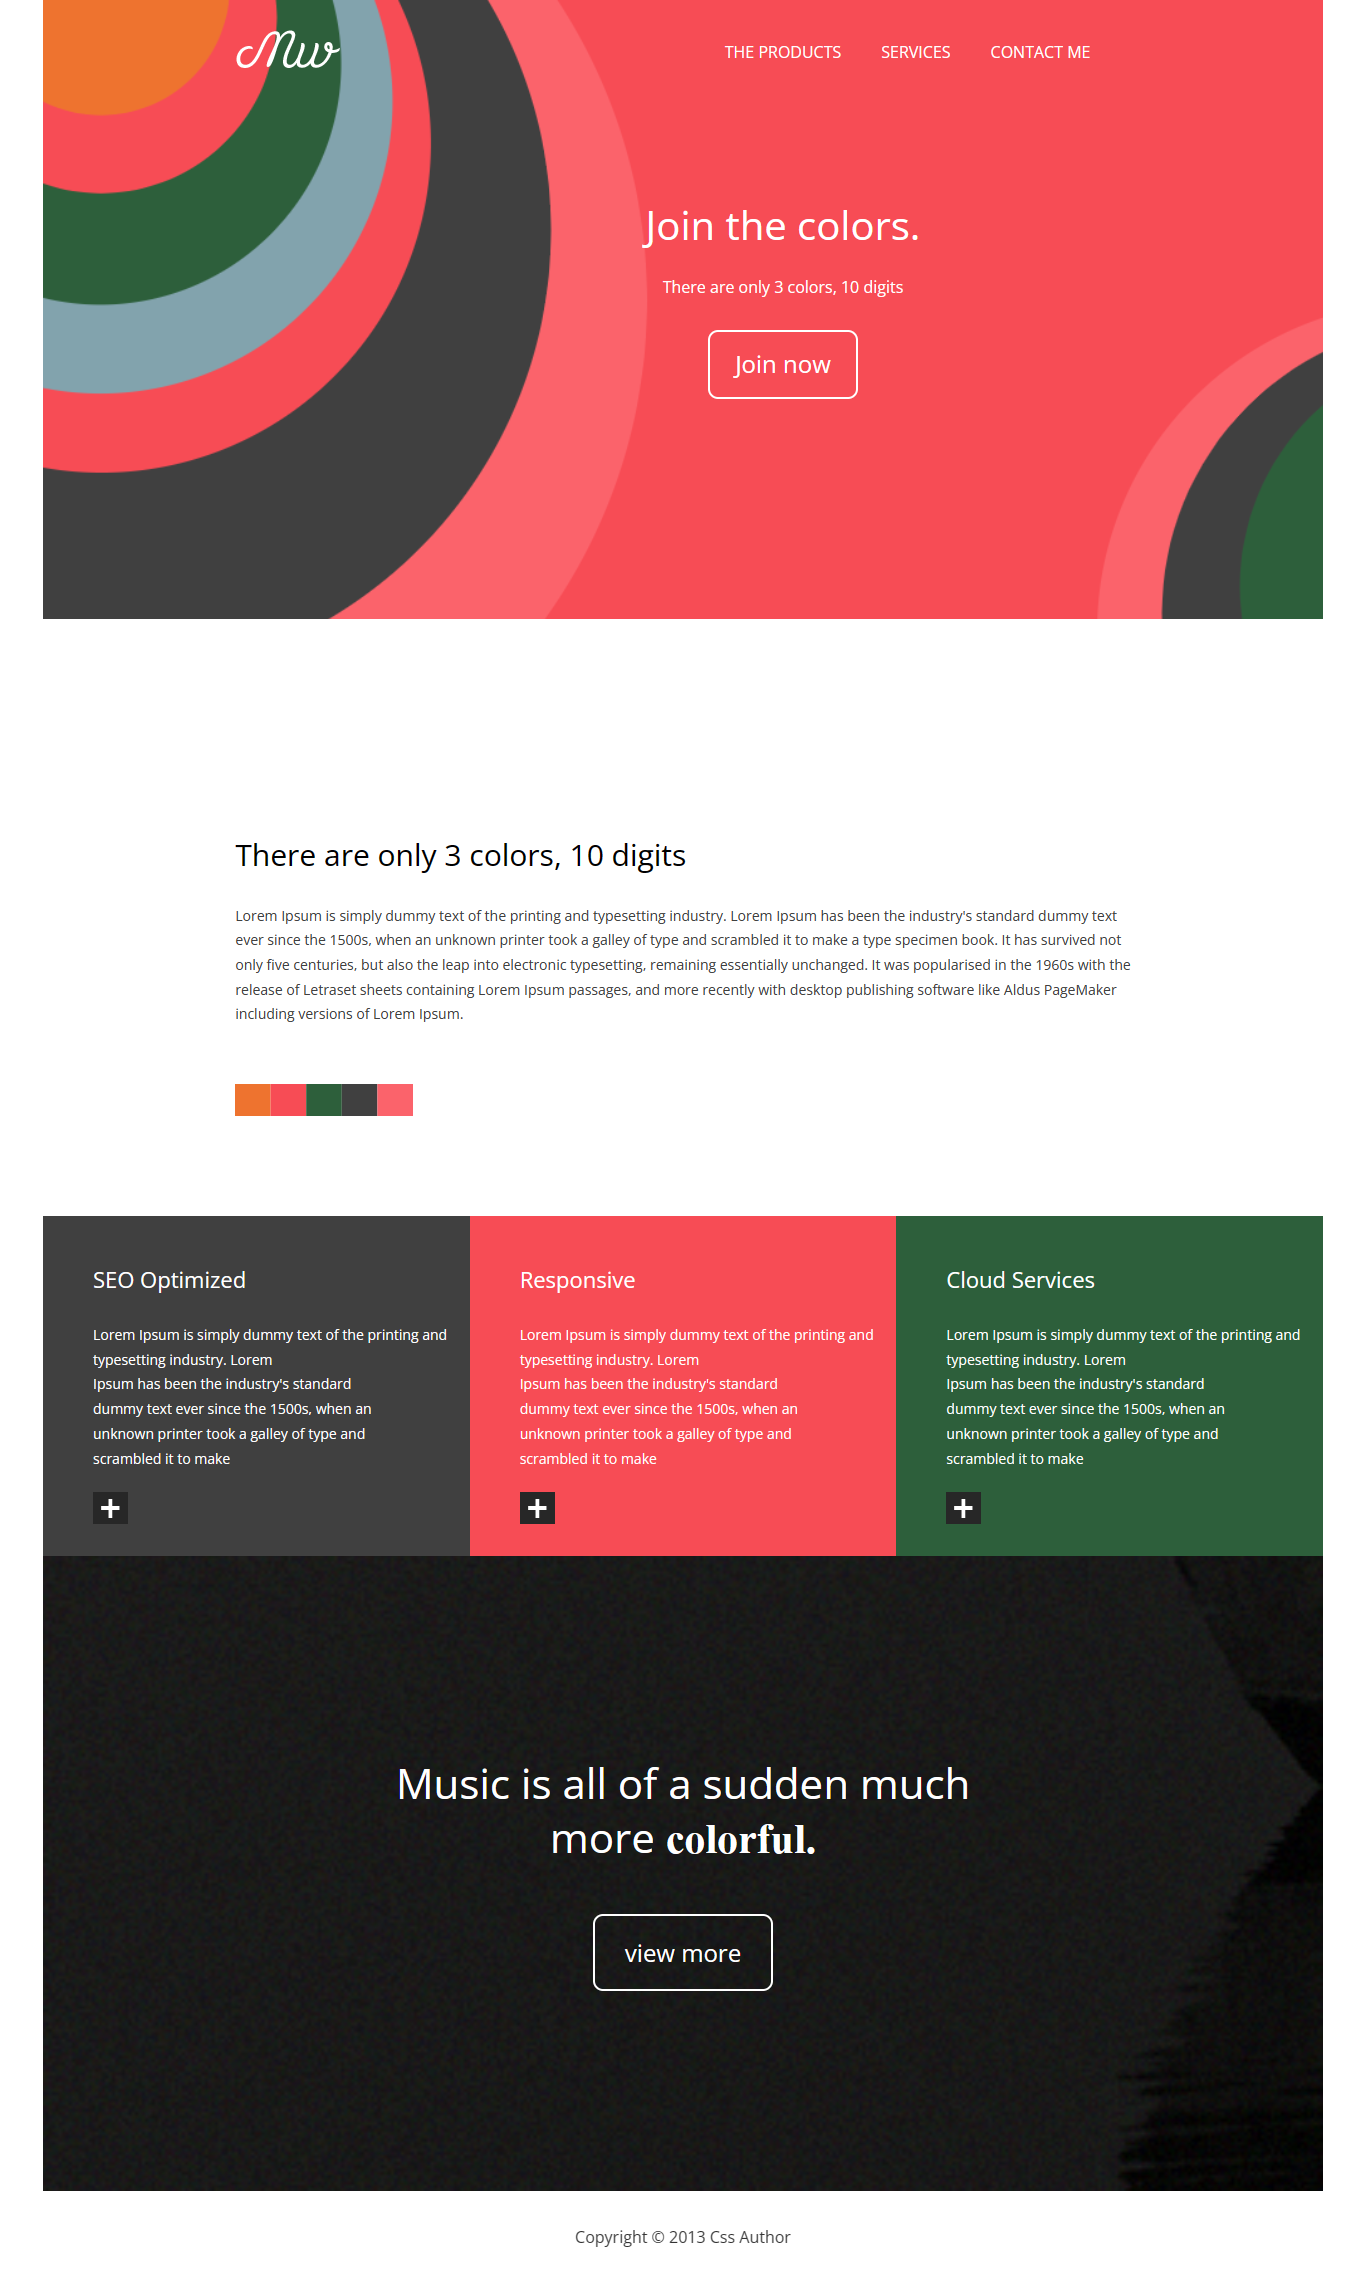 Mw
THE PRODUCTS SERVICES CONTACT ME
Join the colors.
There are only 3 colors, 10 digits
Join now
There are only 3 colors, 10 digits
Lorem Ipsum is simply dummy text of the printing and typesetting industry. Lorem Ipsum has been the industry's standard dummy text
ever since the 1500s, when an unknown printer took a galley of type and scrambled it to make a type specimen book. It has survived not
only five centuries, but also the leap into electronic typesetting, remaining essentially unchanged. It was popularised in the 1960s with the
release of Letraset sheets containing Lorem Ipsum passages, and more recently with desktop publishing software like Aldus PageMaker
including versions of Lorem Ipsum.
SEO Optimized
Lorem Ipsum is simply dummy text of the printing and
typesetting industry. Lorem
Ipsum has been the industry's standard
dummy text ever since the 1500s, when an
unknown printer took a galley of type and
scrambled it to make
Responsive
Lorem Ipsum is simply dummy text of the printing and
typesetting industry. Lorem
Ipsum has been the industry's standard
dummy text ever since the 1500s, when an
unknown printer took a galley of type and
scrambled it to make
Cloud Services
Lorem Ipsum is simply dummy text of the printing and
typesetting industry. Lorem
Ipsum has been the industry's standard
dummy text ever since the 1500s, when an
unknown printer took a galley of type and
scrambled it to make
Music is all of a sudden much
more colorful.
view more
Copyright © 2013 Css Author